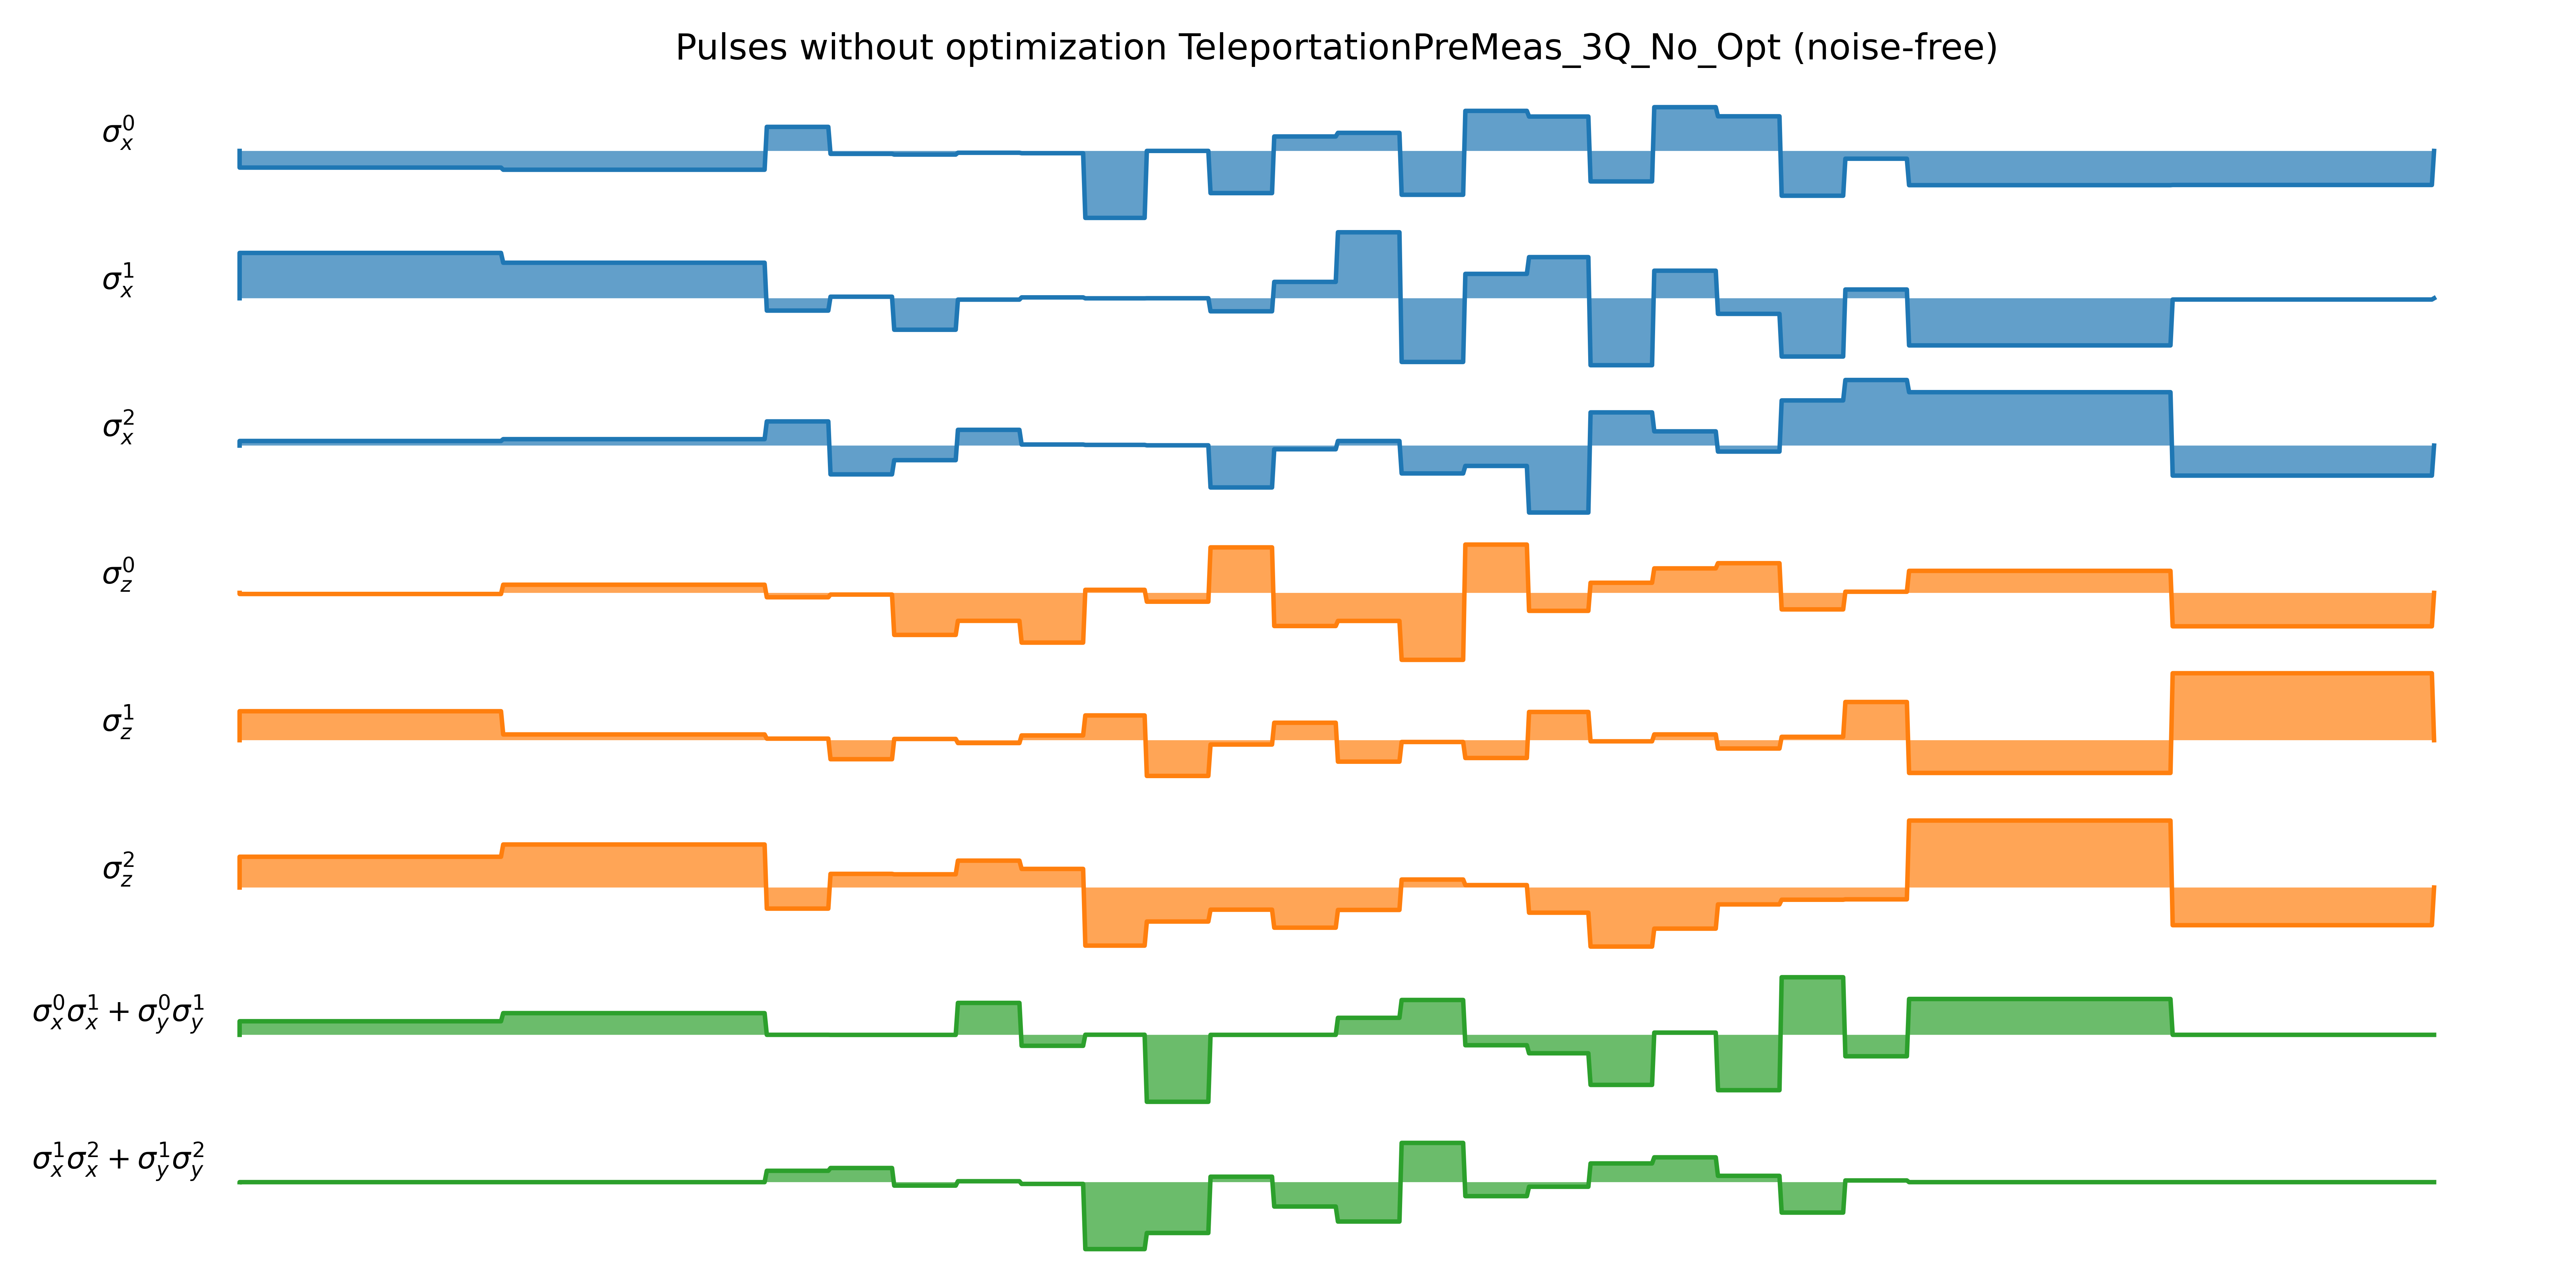 Pulses without optimization TeleportationPreMeas_3Q_No_Opt (noise-free)
σ_x^0
σ_x^1
σ_x^2
σ_z^0
σ_z^1
σ_z^2
σ_x^0σ_x^1 + σ_y^0σ_y^1
σ_x^1σ_x^2 + σ_y^1σ_y^2